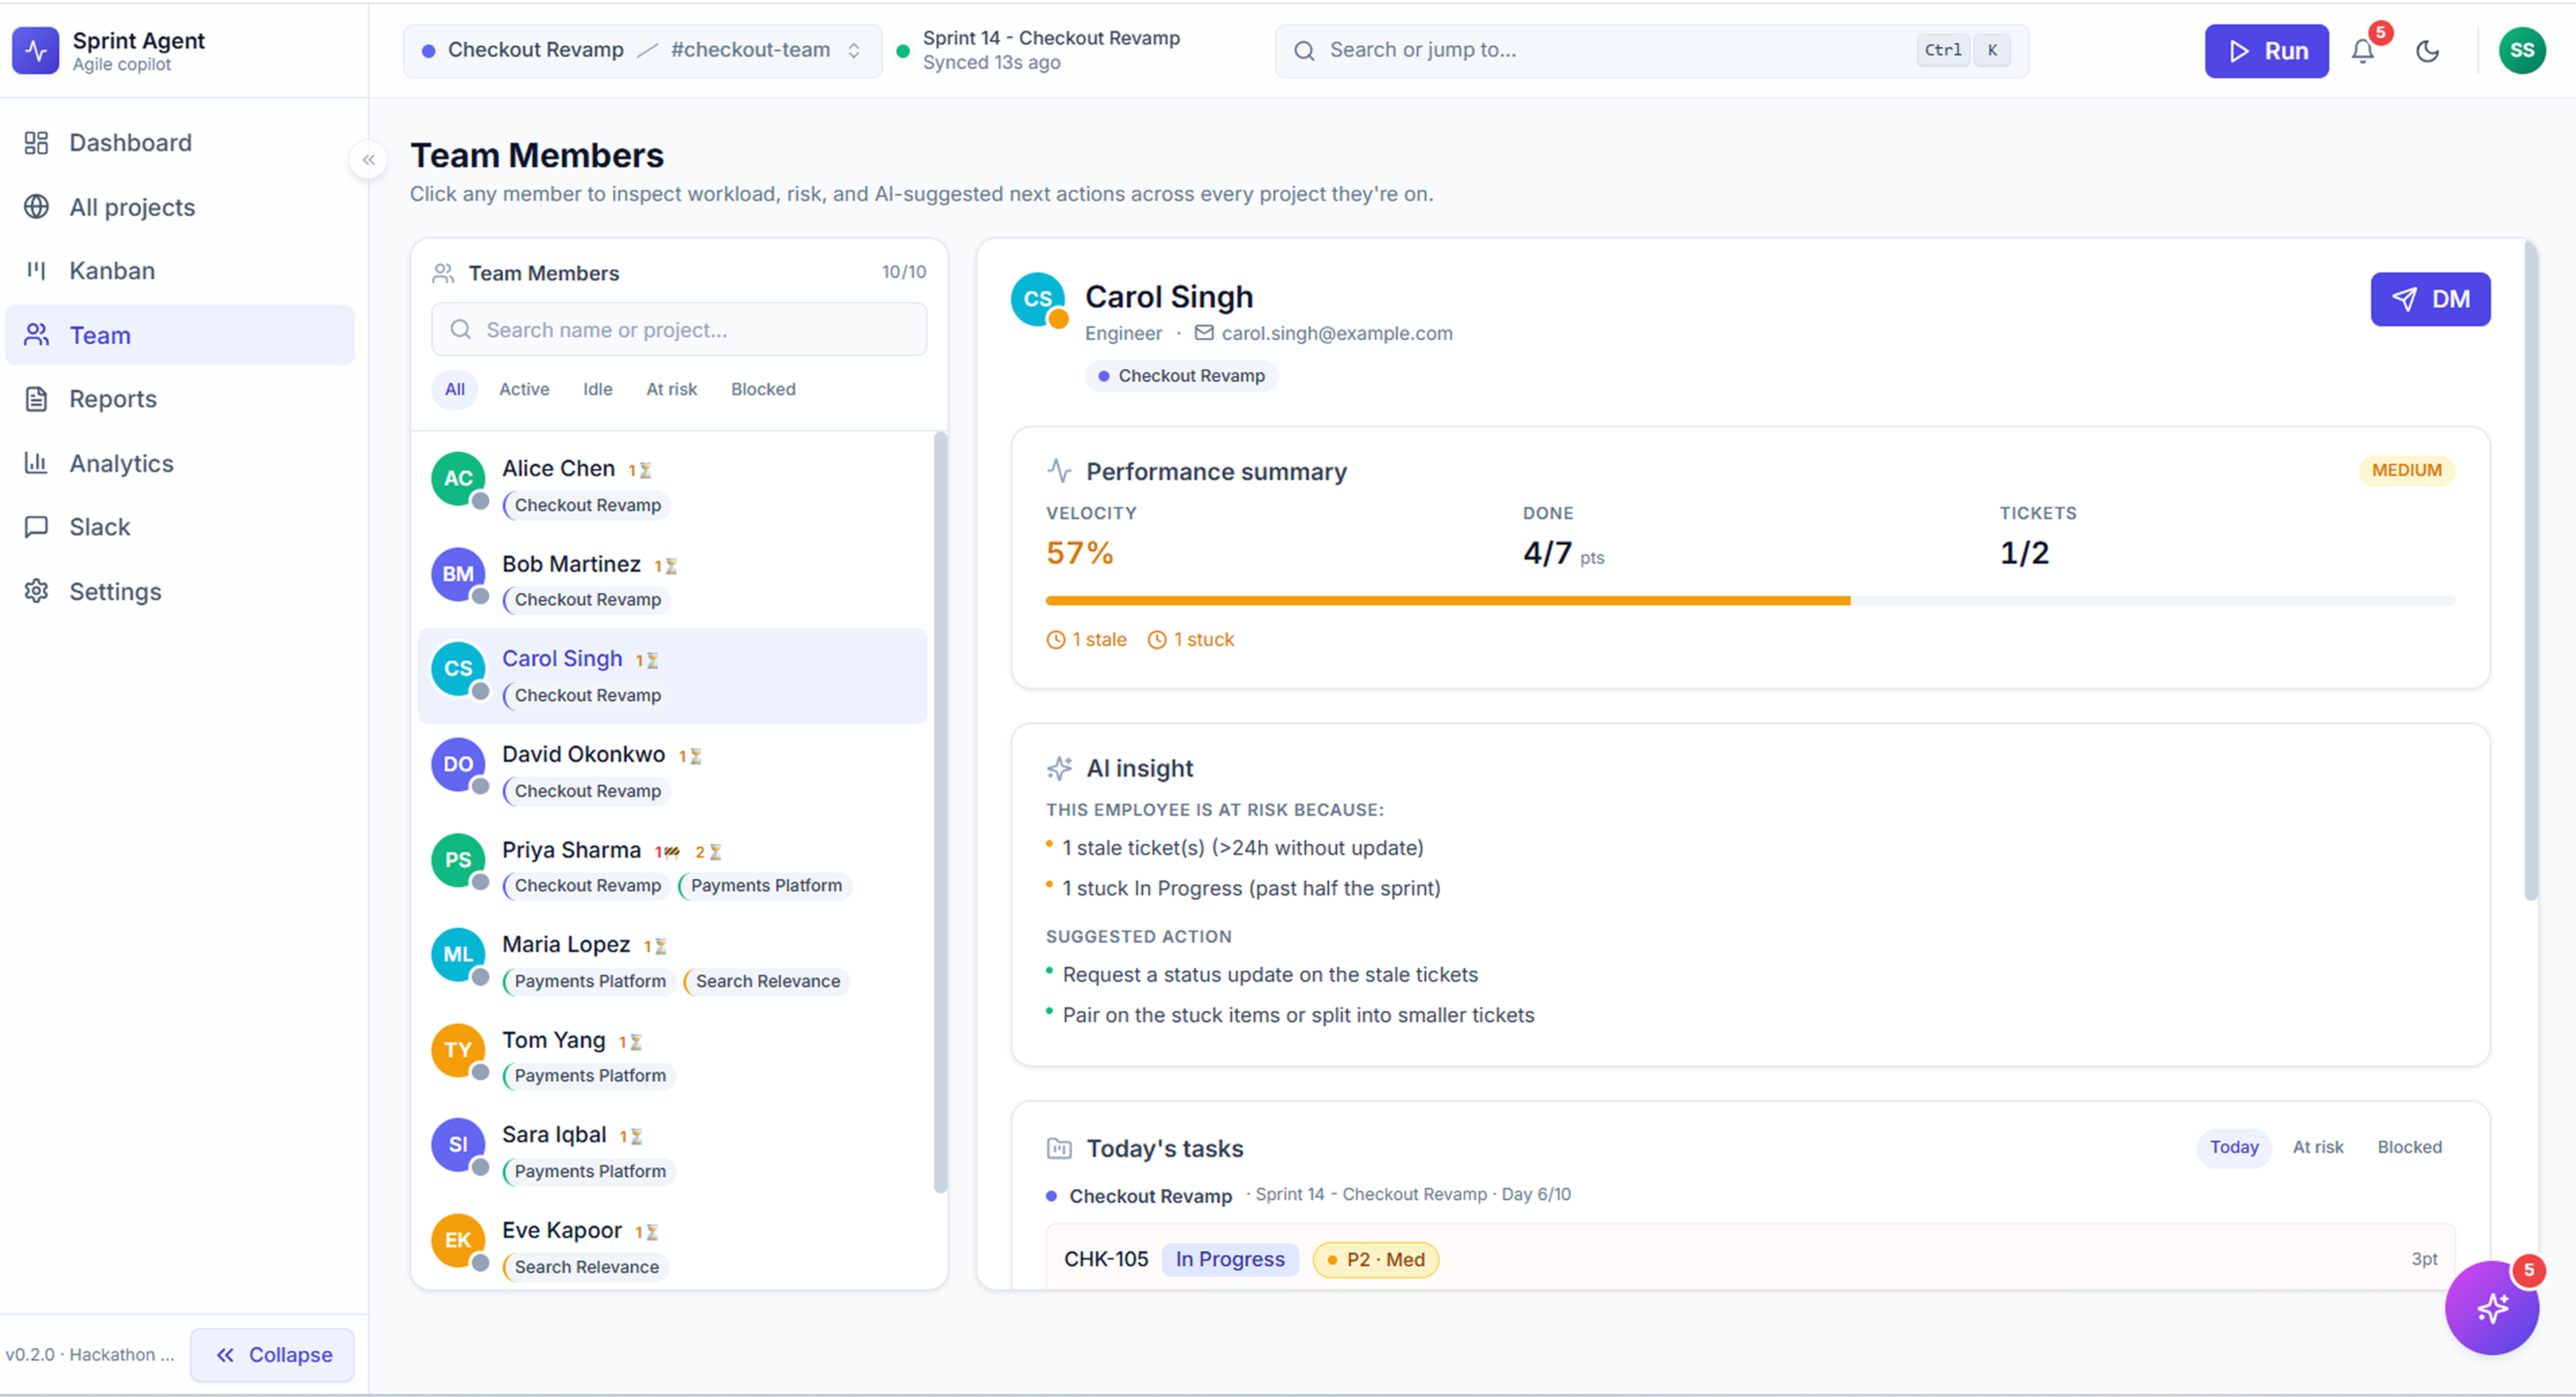 Sprint Agent
Agile copilot
Checkout Revamp / #checkout-team
Sprint 14 - Checkout Revamp
Synced 13s ago
Search or jump to...
Ctrl K
Run
5
SS
Dashboard
All projects
Kanban
Team
Reports
Analytics
Slack
Settings
v0.2.0 · Hackathon ...
Collapse
Team Members
Click any member to inspect workload, risk, and AI-suggested next actions across every project they're on.
Team Members
10/10
Search name or project...
All Active Idle At risk Blocked
AC Alice Chen 1⏳
Checkout Revamp
BM Bob Martinez 1⏳
Checkout Revamp
CS Carol Singh 1⏳
Checkout Revamp
DO David Okonkwo 1⏳
Checkout Revamp
PS Priya Sharma 1🚧 2⏳
Checkout Revamp Payments Platform
ML Maria Lopez 1⏳
Payments Platform Search Relevance
TY Tom Yang 1⏳
Payments Platform
SI Sara Iqbal 1⏳
Payments Platform
EK Eve Kapoor 1⏳
Search Relevance
CS
Carol Singh
Engineer · carol.singh@example.com
Checkout Revamp
DM
Performance summary
MEDIUM
VELOCITY DONE TICKETS
57% 4/7 pts 1/2
1 stale 1 stuck
AI insight
THIS EMPLOYEE IS AT RISK BECAUSE:
• 1 stale ticket(s) (>24h without update)
• 1 stuck In Progress (past half the sprint)
SUGGESTED ACTION
• Request a status update on the stale tickets
• Pair on the stuck items or split into smaller tickets
Today's tasks
Today At risk Blocked
Checkout Revamp · Sprint 14 - Checkout Revamp · Day 6/10
CHK-105 In Progress P2 · Med 3pt
5